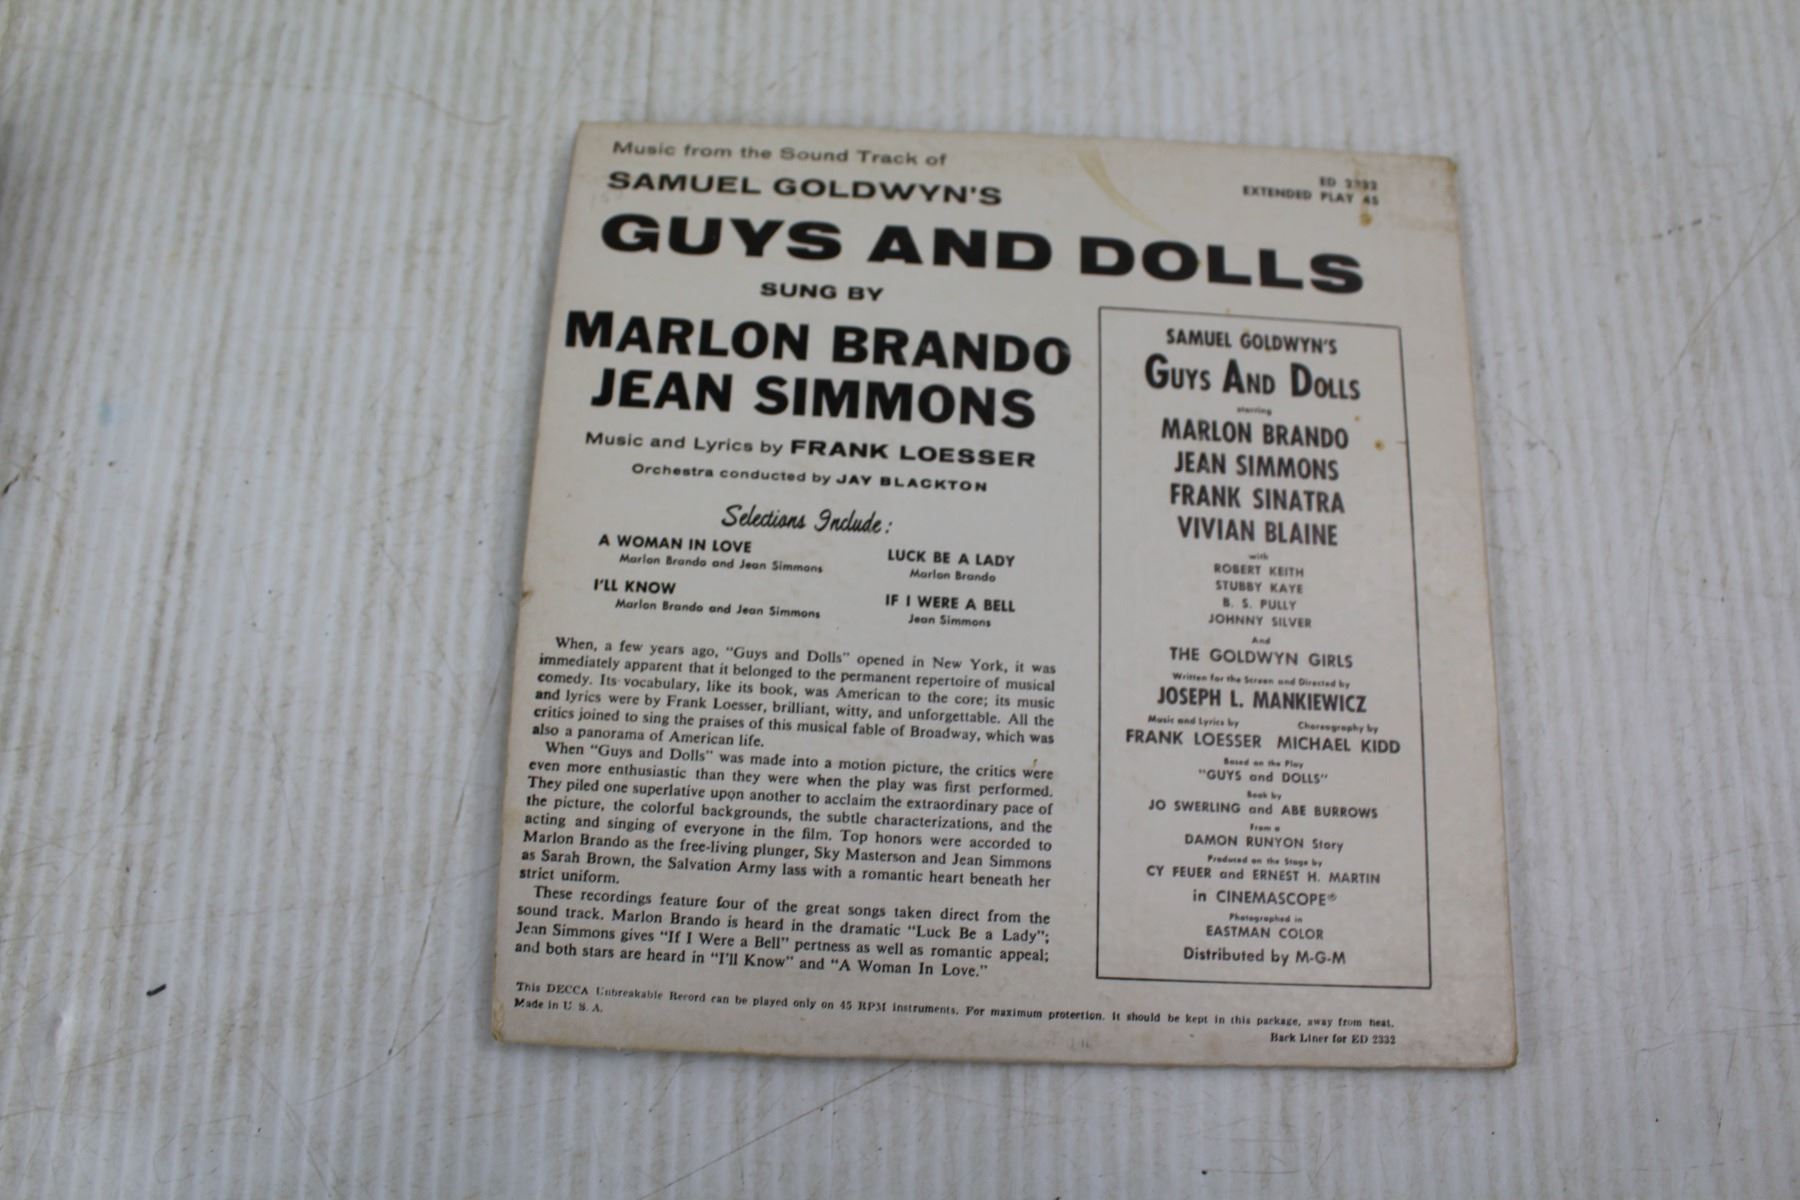 Music from the Sound Track of
SAMUEL GOLDWYN'S
ED 2332
EXTENDED PLAY 45
GUYS AND DOLLS
SUNG BY
MARLON BRANDO
JEAN SIMMONS
Music and Lyrics by FRANK LOESSER
Orchestra conducted by JAY BLACKTON
Selections Include:
A WOMAN IN LOVE
Marlon Brando and Jean Simmons
I'LL KNOW
Marlon Brando and Jean Simmons
LUCK BE A LADY
Marlon Brando
IF I WERE A BELL
Jean Simmons
When, a few years ago, "Guys and Dolls" opened in New York, it was
immediately apparent that it belonged to the permanent repertoire of musical
comedy. Its vocabulary, like its book, was American to the core; its music
and lyrics were by Frank Loesser, brilliant, witty, and unforgettable. All the
critics joined to sing the praises of this musical fable of Broadway, which was
also a panorama of American life.
When "Guys and Dolls" was made into a motion picture, the critics were
even more enthusiastic than they were when the play was first performed.
They piled one superlative upon another to acclaim the extraordinary pace of
the picture, the colorful backgrounds, the subtle characterizations, and the
acting and singing of everyone in the film. Top honors were accorded to
Marlon Brando as the free-living plunger, Sky Masterson and Jean Simmons
as Sarah Brown, the Salvation Army lass with a romantic heart beneath her
strict uniform.
These recordings feature four of the great songs taken direct from the
sound track. Marlon Brando is heard in the dramatic "Luck Be a Lady";
Jean Simmons gives "If I Were a Bell" pertness as well as romantic appeal;
and both stars are heard in "I'll Know" and "A Woman In Love."
SAMUEL GOLDWYN'S
GUYS AND DOLLS
starring
MARLON BRANDO
JEAN SIMMONS
FRANK SINATRA
VIVIAN BLAINE
with
ROBERT KEITH
STUBBY KAYE
B. S. PULLY
JOHNNY SILVER
And
THE GOLDWYN GIRLS
Written for the Screen and Directed by
JOSEPH L. MANKIEWICZ
Music and Lyrics by Choreography by
FRANK LOESSER MICHAEL KIDD
Based on the Play
"GUYS and DOLLS"
Book by
JO SWERLING and ABE BURROWS
From a
DAMON RUNYON Story
Produced on the Stage by
CY FEUER and ERNEST H. MARTIN
in CINEMASCOPE®
Photographed in
EASTMAN COLOR
Distributed by M-G-M
This DECCA Unbreakable Record can be played only on 45 RPM instruments. For maximum protection, it should be kept in this package, away from heat.
Made in U. S. A.
Back Liner for ED 2332